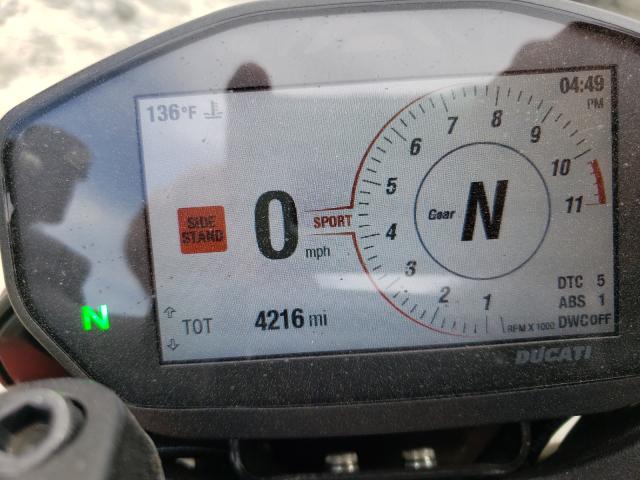 136°F
04:49
PM
8
7
9
6
10
5
11
Gear N
SIDE
STAND
0
mph
SPORT
4
3
2
1
DTC 5
ABS 1
RPM X 1000 DWC OFF
N
TOT 4216 mi
DUCATI